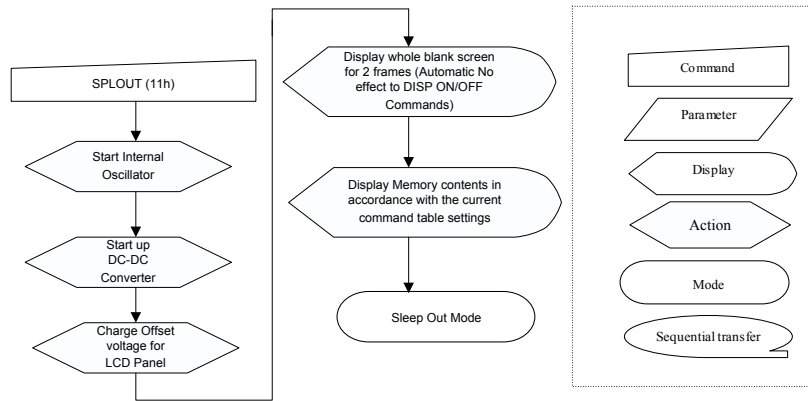 SPLOUT (11h)
Start Internal
Oscillator
Start up
DC-DC
Converter
Charge Offset
voltage for
LCD Panel
Display whole blank screen
for 2 frames (Automatic No
effect to DISP ON/OFF
Commands)
Display Memory contents in
accordance with the current
command table settings
Sleep Out Mode
Command
Parameter
Display
Action
Mode
Sequential transfer